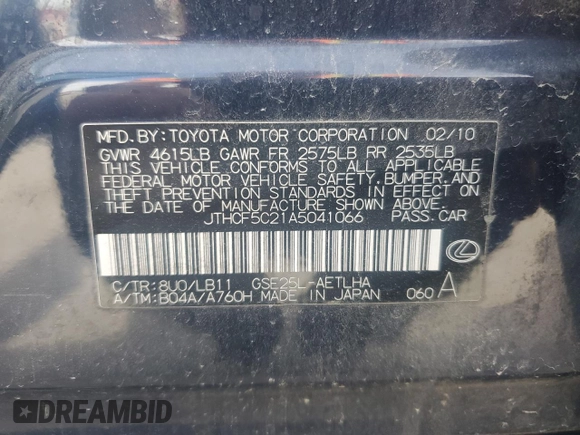 MFD.BY:TOYOTA MOTOR CORPORATION 02/10
GVWR 4615LB GAWR FR 2575LB RR 2535LB
THIS VEHICLE CONFORMS TO ALL APPLICABLE
FEDERAL MOTOR VEHICLE SAFETY, BUMPER, AND
THEFT PREVENTION STANDARDS IN EFFECT ON
THE DATE OF MANUFACTURE SHOWN ABOVE.
JTHCF5C21A5041066 PASS.CAR
C/TR:8U0/LB11 GSE25L-AETLHA
A/TM:B04A/A760H MADE IN JAPAN 060 A
DREAMBID